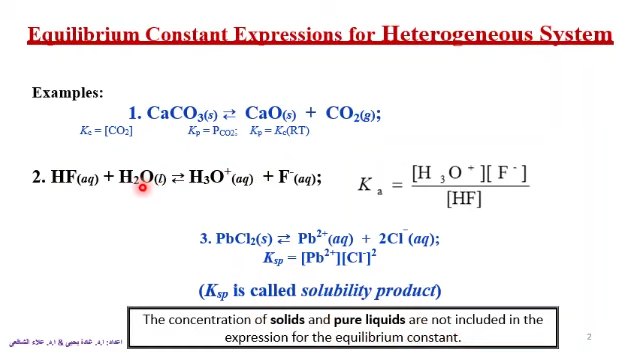 Equilibrium Constant Expressions for Heterogeneous System
Examples:
1. CaCO₃(s) ⇄ CaO(s) + CO₂(g);
Kc = [CO₂] Kp = PCO₂; Kp = Kc(RT)
2. HF(aq) + H₂O(l) ⇄ H₃O⁺(aq) + F⁻(aq); Kₐ = [H₃O⁺][F⁻] / [HF]
3. PbCl₂(s) ⇄ Pb²⁺(aq) + 2Cl⁻(aq);
Ksp = [Pb²⁺][Cl⁻]²
(Ksp is called solubility product)
The concentration of solids and pure liquids are not included in the
expression for the equilibrium constant.
اعداد: ا.د. غادة يحيى & ا.د. علاء الشافعي
2